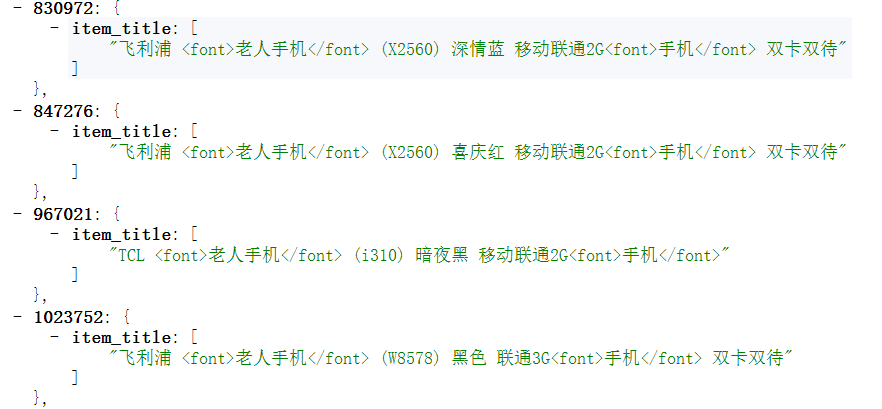 - 830972: {
- item_title: [
"飞利浦 <font>老人手机</font> (X2560) 深情蓝 移动联通2G<font>手机</font> 双卡双待"
]
},
- 847276: {
- item_title: [
"飞利浦 <font>老人手机</font> (X2560) 喜庆红 移动联通2G<font>手机</font> 双卡双待"
]
},
- 967021: {
- item_title: [
"TCL <font>老人手机</font> (i310) 暗夜黑 移动联通2G<font>手机</font>"
]
},
- 1023752: {
- item_title: [
"飞利浦 <font>老人手机</font> (W8578) 黑色 联通3G<font>手机</font> 双卡双待"
]
},